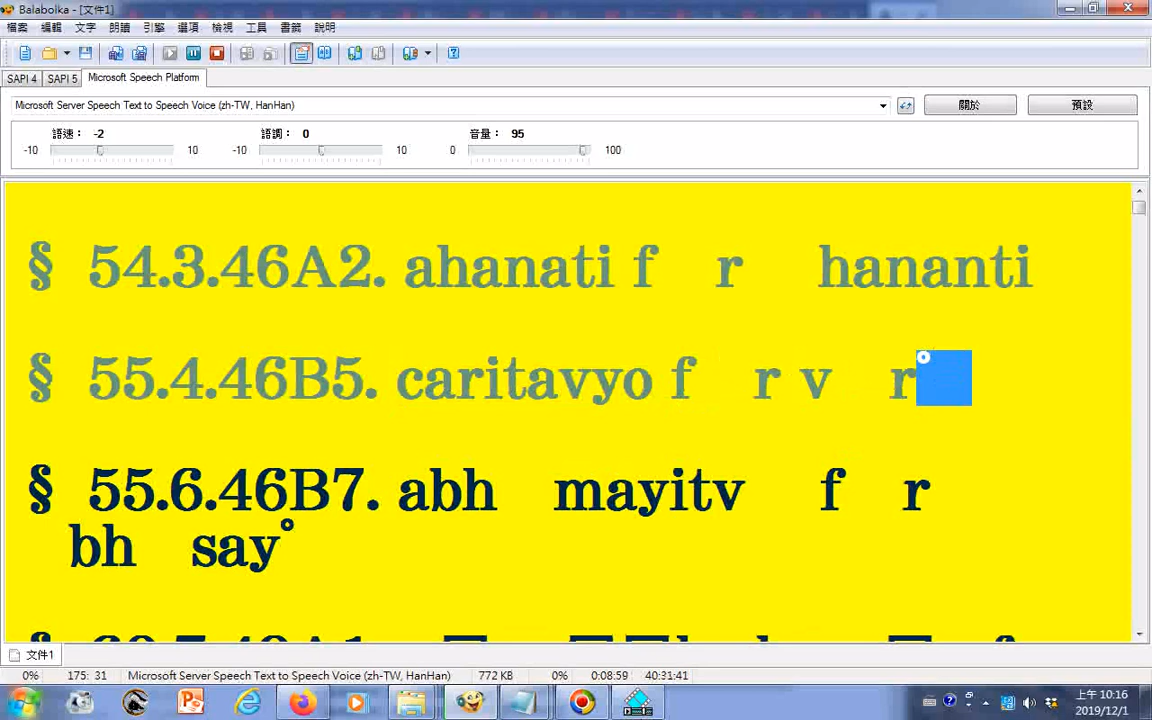 Balabolka - [文件1]
檔案 編輯 文字 朗讀 引擎 選項 檢視 工具 書籤 說明
SAPI 4 SAPI 5 Microsoft Speech Platform
Microsoft Server Speech Text to Speech Voice (zh-TW, HanHan) 關於 預設
語速： -2 語調： 0 音量： 95
-10 10 -10 10 0 100
§ 54.3.46A2. ahanati f r hananti
§ 55.4.46B5. caritavyo f r v r°
§ 55.6.46B7. abh mayitv f r
bh say°
文件1
0% 175: 31 Microsoft Server Speech Text to Speech Voice (zh-TW, HanHan) 772 KB 0% 0:08:59 40:31:41
上午 10:16
2019/12/1